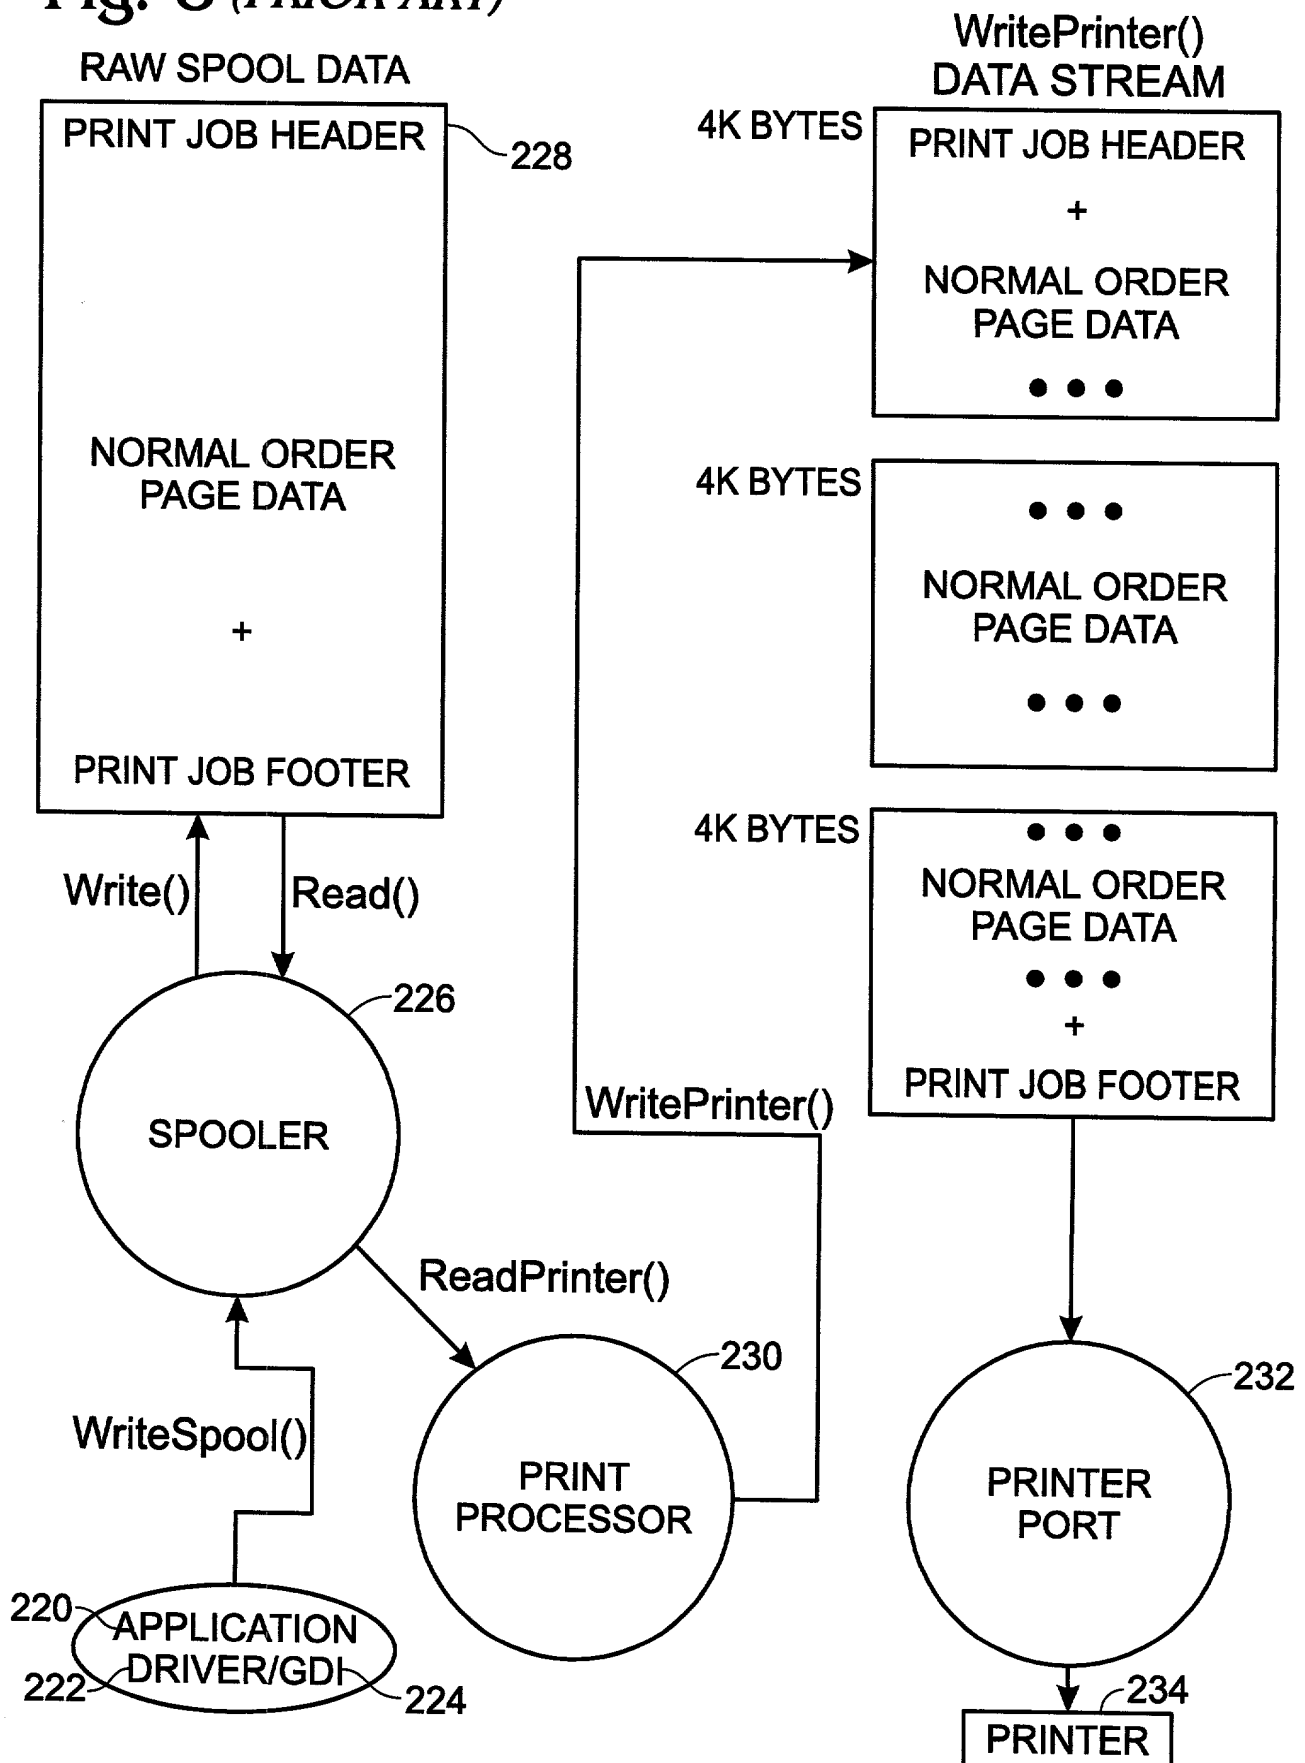 (PRIOR ART)
RAW SPOOL DATA
PRINT JOB HEADER
228
NORMAL ORDER
PAGE DATA
+
PRINT JOB FOOTER
Write()
Read()
226
SPOOLER
ReadPrinter()
WriteSpool()
220
APPLICATION
DRIVER/GDI
222
224
230
PRINT
PROCESSOR
WritePrinter()
WritePrinter()
DATA STREAM
4K BYTES
PRINT JOB HEADER
+
NORMAL ORDER
PAGE DATA
● ● ●
4K BYTES
● ● ●
NORMAL ORDER
PAGE DATA
● ● ●
4K BYTES
● ● ●
NORMAL ORDER
PAGE DATA
● ● ●
+
PRINT JOB FOOTER
232
PRINTER
PORT
234
PRINTER